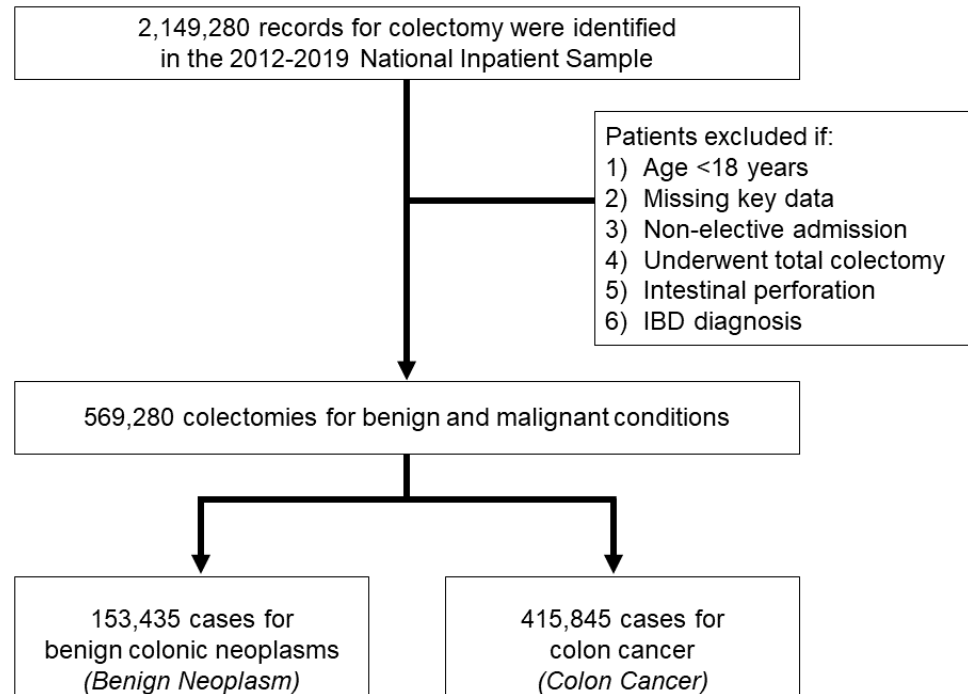 2,149,280 records for colectomy were identified
in the 2012-2019 National Inpatient Sample
Patients excluded if:
1) Age <18 years
2) Missing key data
3) Non-elective admission
4) Underwent total colectomy
5) Intestinal perforation
6) IBD diagnosis
569,280 colectomies for benign and malignant conditions
153,435 cases for
benign colonic neoplasms
(Benign Neoplasm)
415,845 cases for
colon cancer
(Colon Cancer)